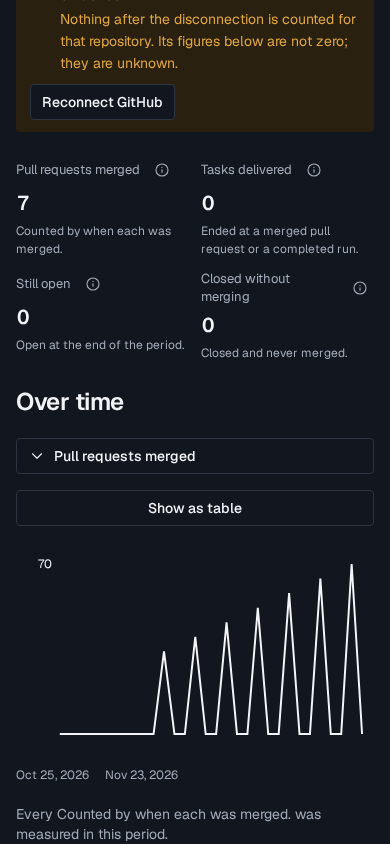 Nothing after the disconnection is counted for
that repository. Its figures below are not zero;
they are unknown.
Reconnect GitHub
Pull requests merged
7
Counted by when each was
merged.
Tasks delivered
0
Ended at a merged pull
request or a completed run.
Still open
0
Open at the end of the period.
Closed without
merging
0
Closed and never merged.
Over time
Pull requests merged
Show as table
70
Oct 25, 2026 Nov 23, 2026
Every Counted by when each was merged. was
measured in this period.